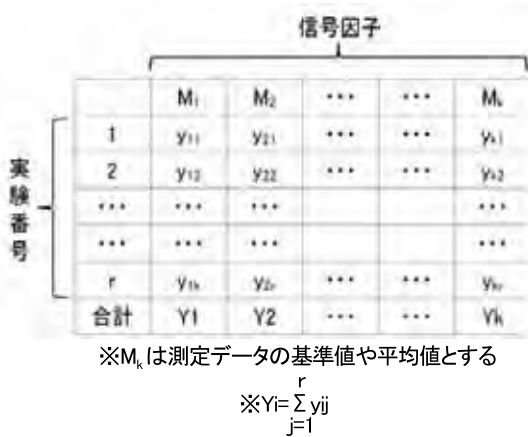 信号因子
M₁ M₂ ••• ••• Mₖ
1 y₁₁ y₂₁ ••• ••• yₖ₁
2 y₁₂ y₂₂ ••• ••• yₖ₂
••• ••• ••• •••
••• ••• ••• •••
r y₁ₖ y₂ᵣ ••• ••• yₖᵣ
合計 Y1 Y2 ••• ••• Yk
実験番号
※Mₖは測定データの基準値や平均値とする
r
※Yi=Σyij
j=1